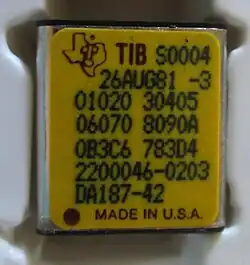 TIB S0004
26AUG81 -3
01020 30405
06070 8090A
0B3C6 783D4
2200046-0203
DA187-42
MADE IN U.S.A.